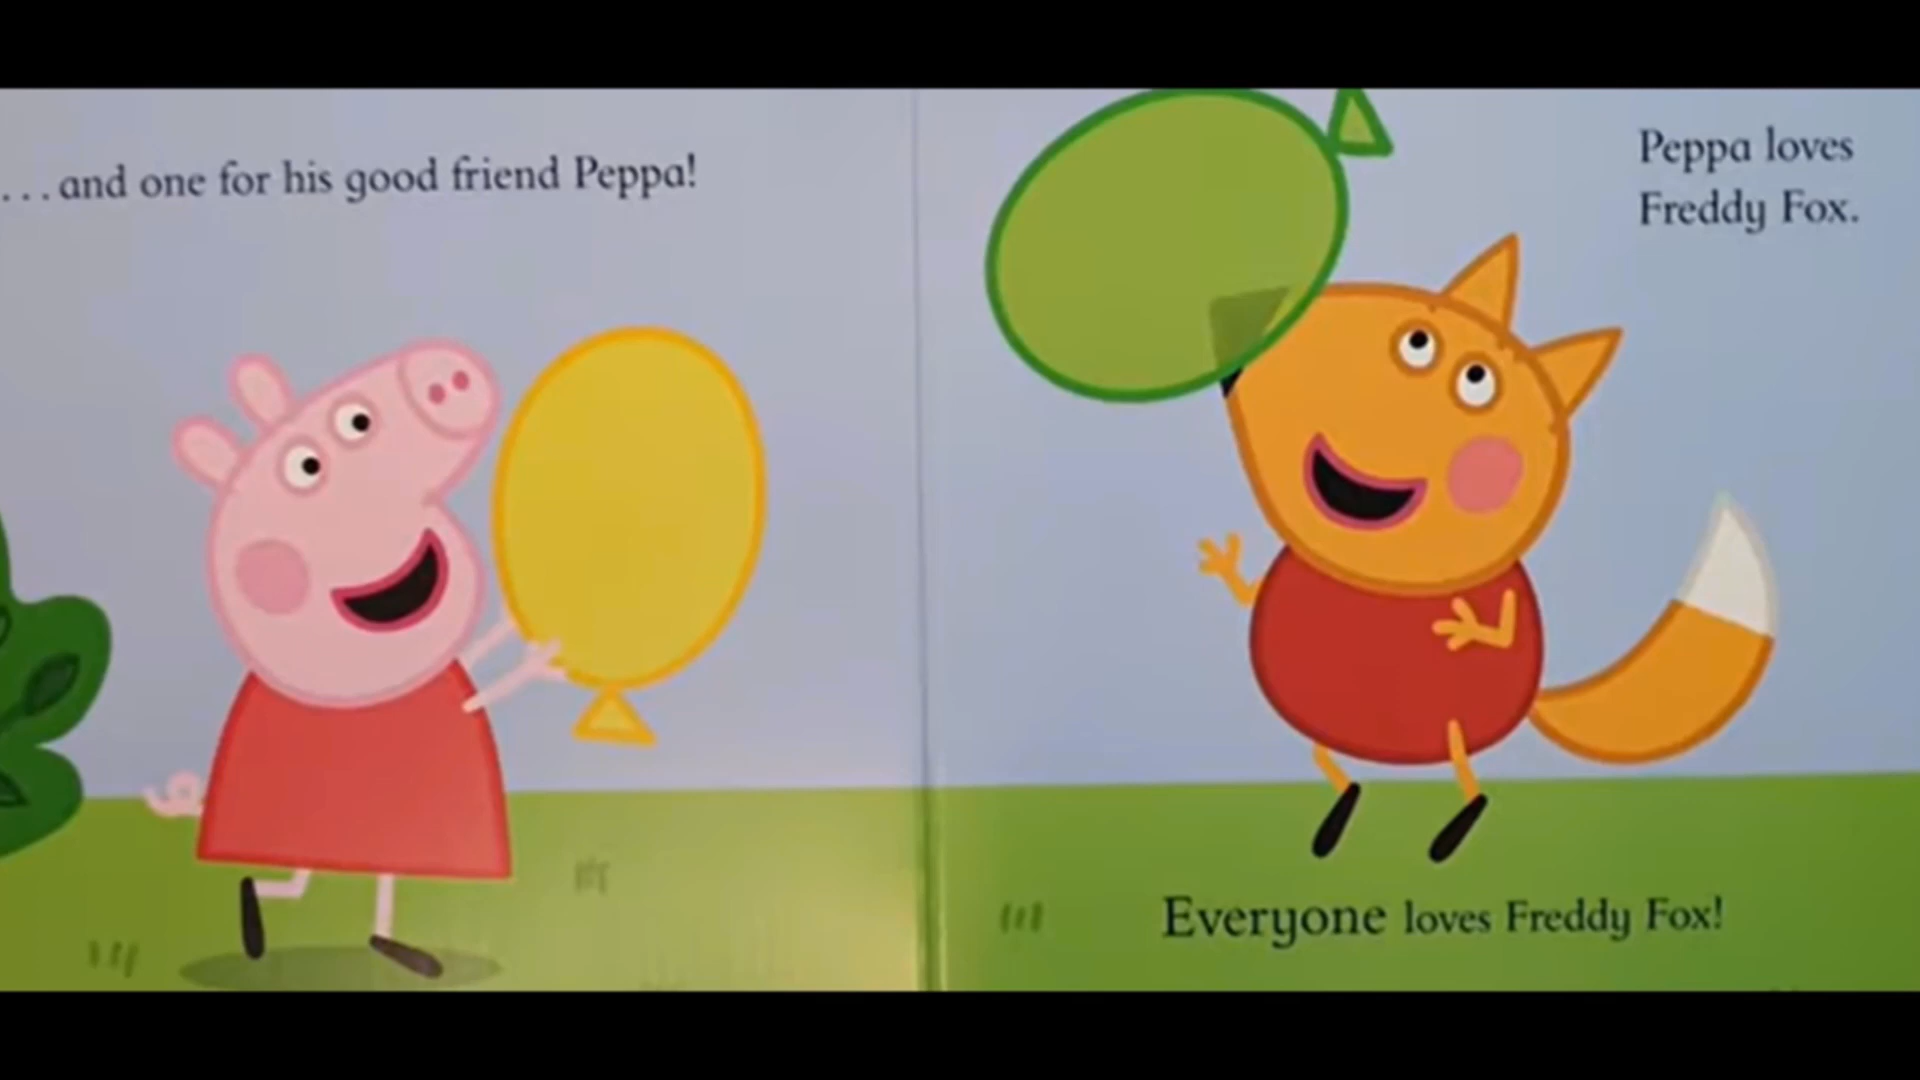 ...and one for his good friend Peppa!
Peppa loves
Freddy Fox.
Everyone loves Freddy Fox!